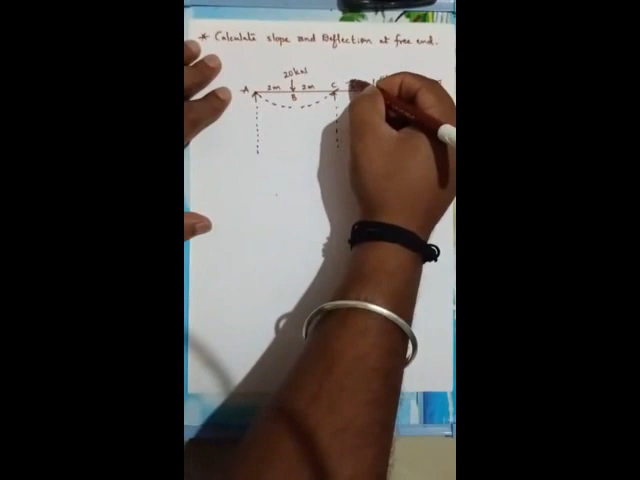 * Calculate slope and Deflection at free end.
20kN
A 2m 2m C
B